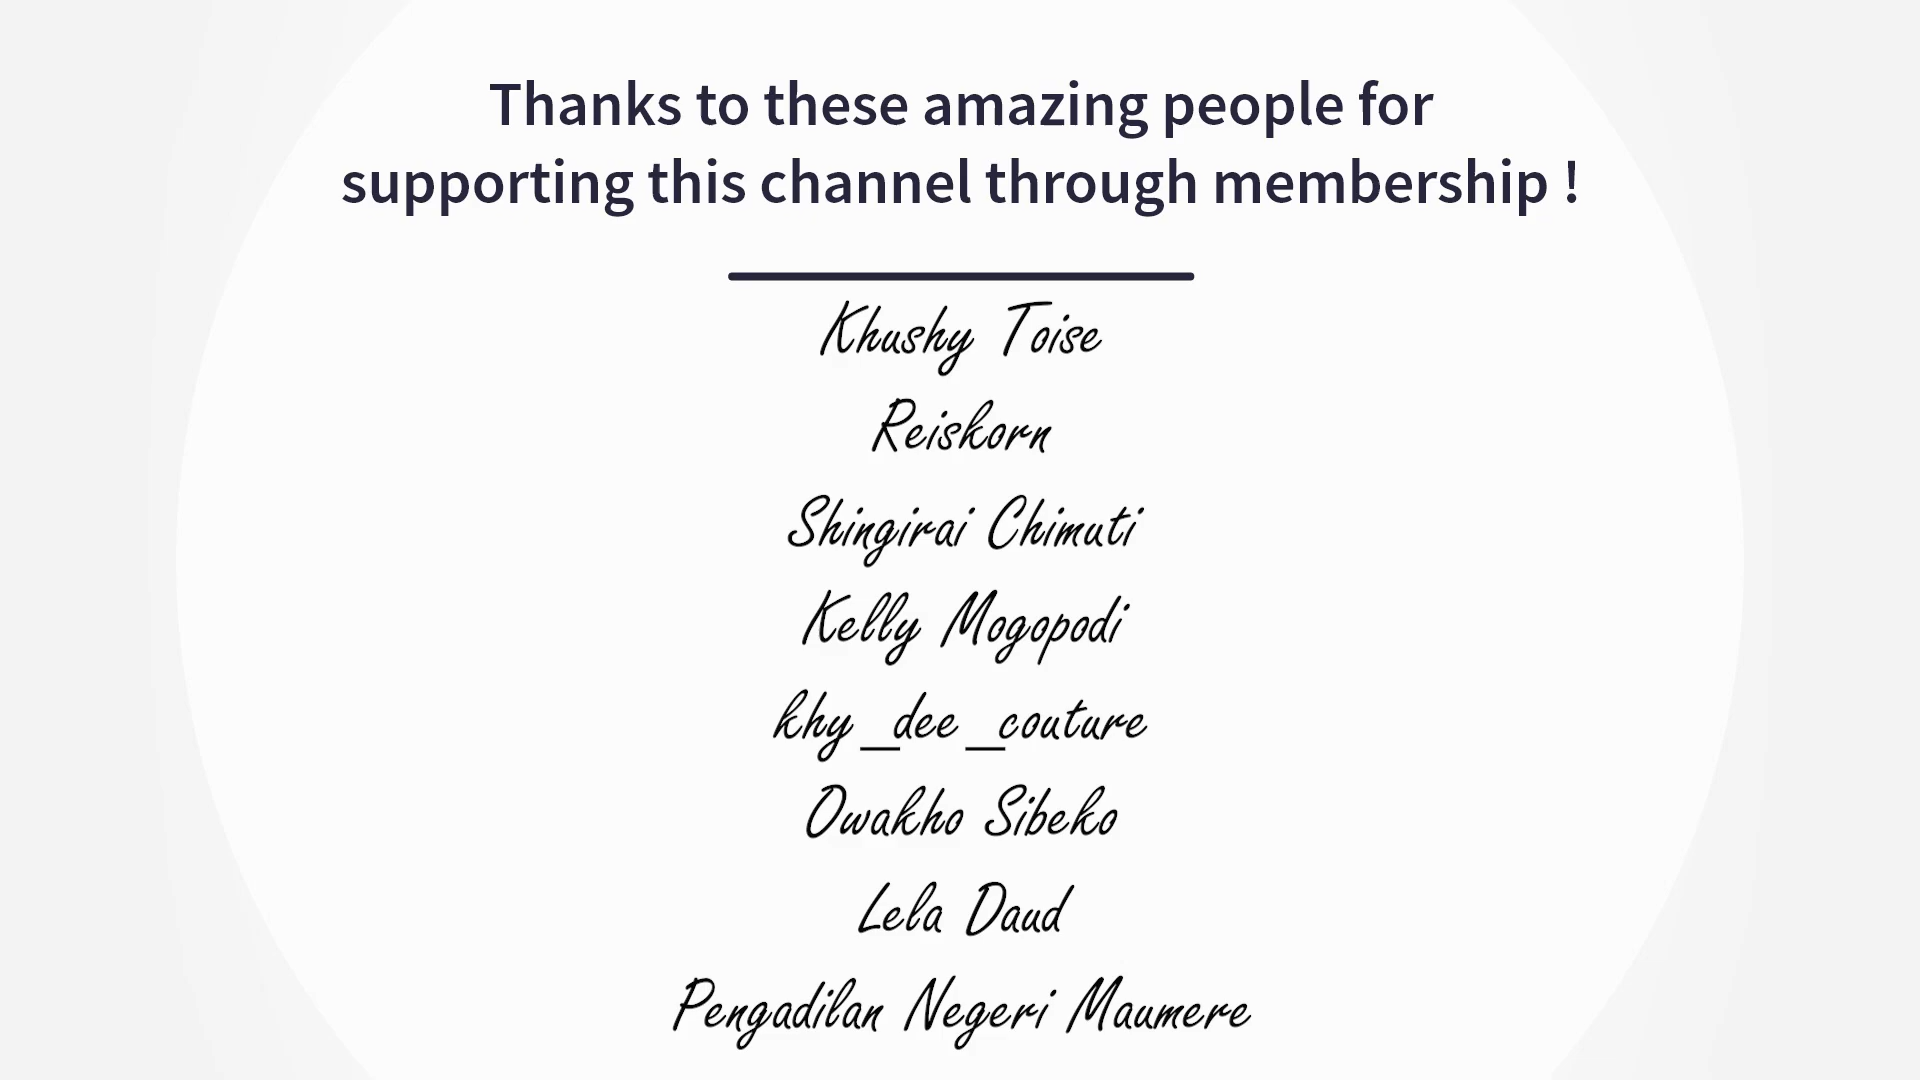 Thanks to these amazing people for
supporting this channel through membership !
Khushy Toise
Reiskorn
Shingirai Chimuti
Kelly Mogopodi
khy_dee_couture
Owakho Sibeko
Lela Daud
Pengadilan Negeri Maumere